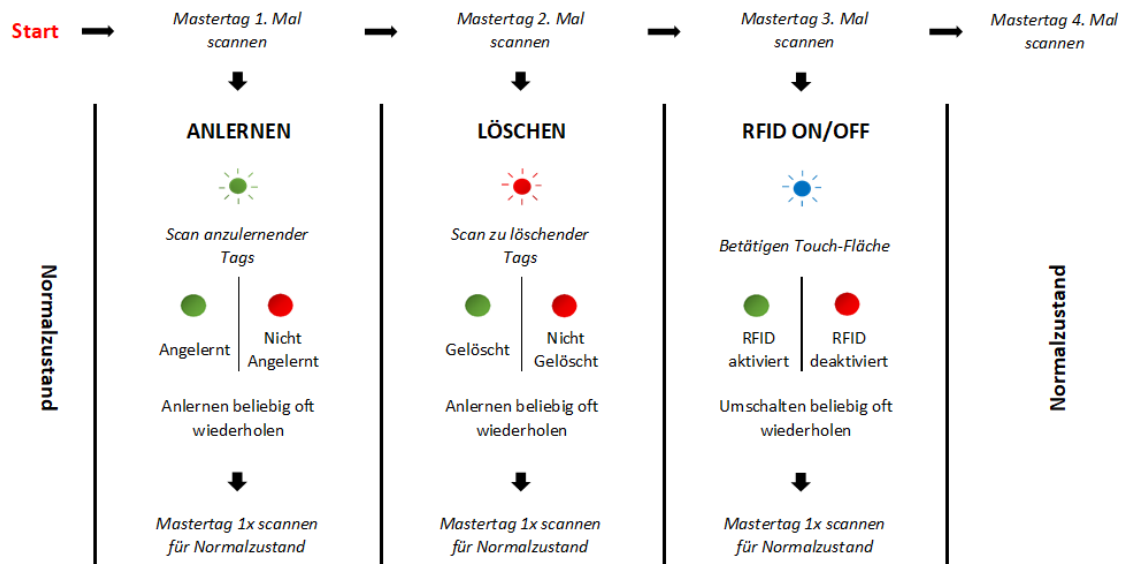 Start
Mastertag 1. Mal
scannen
Mastertag 2. Mal
scannen
Mastertag 3. Mal
scannen
Mastertag 4. Mal
scannen
Normalzustand
ANLERNEN
Scan anzulernender
Tags
Angelernt
Nicht
Angelernt
Anlernen beliebig oft
wiederholen
Mastertag 1x scannen
für Normalzustand
LÖSCHEN
Scan zu löschender
Tags
Gelöscht
Nicht
Gelöscht
Anlernen beliebig oft
wiederholen
Mastertag 1x scannen
für Normalzustand
RFID ON/OFF
Betätigen Touch-Fläche
RFID
aktiviert
RFID
deaktiviert
Umschalten beliebig oft
wiederholen
Mastertag 1x scannen
für Normalzustand
Normalzustand